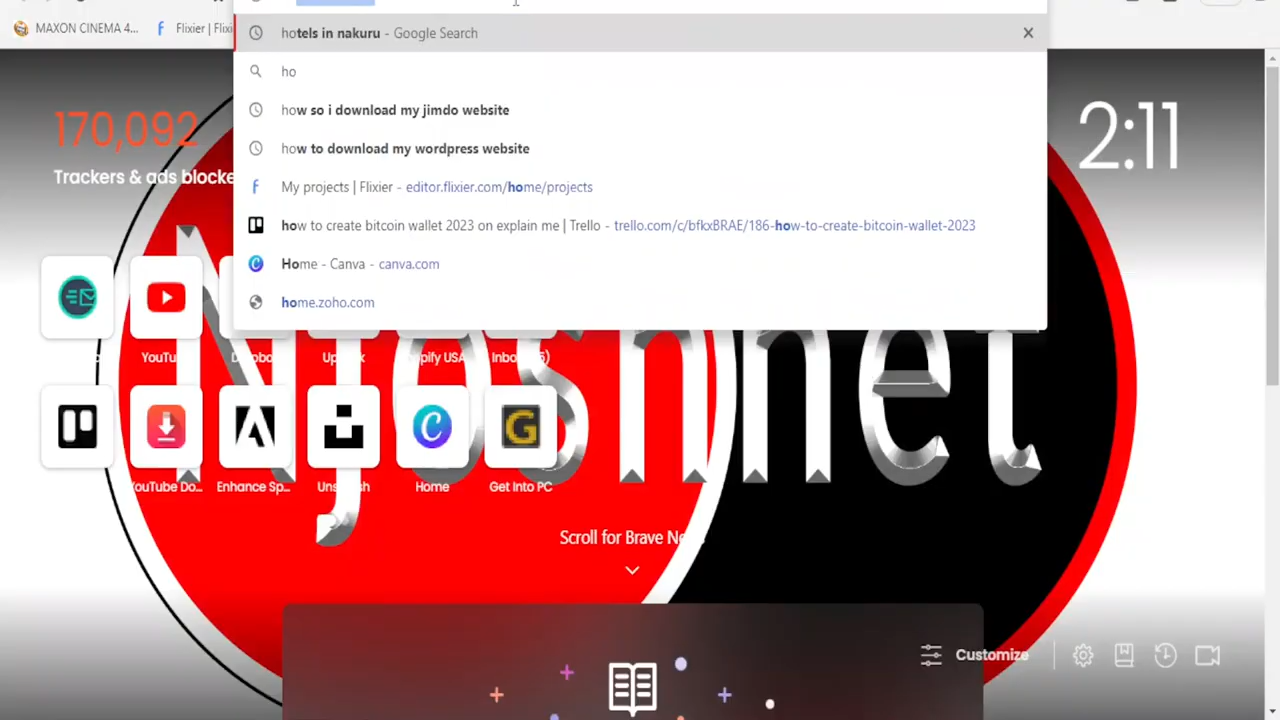 MAXON CINEMA 4...
Flixier | Flixi
hotels in nakuru - Google Search
ho
how so i download my jimdo website
how to download my wordpress website
My projects | Flixier - editor.flixier.com/home/projects
how to create bitcoin wallet 2023 on explain me | Trello - trello.com/c/bfkxBRAE/186-how-to-create-bitcoin-wallet-2023
Home - Canva - canva.com
home.zoho.com
170,092
Trackers & ads blocke
2:11
Njoshnnet
YouTu
Inbo
YouTube Do...
Enhance Sp...
Home
Get Into PC
Scroll for Brave Ne
Customize